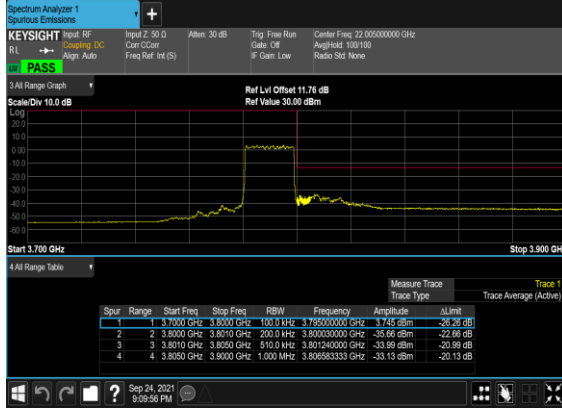 Spectrum Analyzer 1
Spurious Emissions
+
KEYSIGHT Input: RF Input Z: 50 Ω Atten: 30 dB Trig: Free Run Center Freq: 22.005000000 GHz
R L Coupling: DC Corr CCorr Gate: Off Avg|Hold: 100/100
Align: Auto Freq Ref: Int (S) IF Gain: Low Radio Std: None
PASS
3 All Range Graph Ref Lvl Offset 11.76 dB
Scale/Div 10.0 dB Ref Value 30.00 dBm
Log
20.0
10.0
0.00
-10.0
-20.0
-30.0
-40.0
-50.0
-60.0
Start 3.700 GHz Stop 3.900 GH
4 All Range Table
Measure Trace Trace 1
Trace Type Trace Average (Active)
Spur Range Start Freq Stop Freq RBW Frequency Amplitude ΔLimit
1 1 3.7000 GHz 3.8000 GHz 100.0 kHz 3.795000000 GHz 3.745 dBm -26.26 dB
2 2 3.8000 GHz 3.8010 GHz 200.0 kHz 3.800030000 GHz -35.66 dBm -22.66 dB
3 3 3.8010 GHz 3.8050 GHz 510.0 kHz 3.801240000 GHz -33.99 dBm -20.99 dB
4 4 3.8050 GHz 3.9000 GHz 1.000 MHz 3.806583333 GHz -33.13 dBm -20.13 dB
? Sep 24, 2021
9:09:56 PM